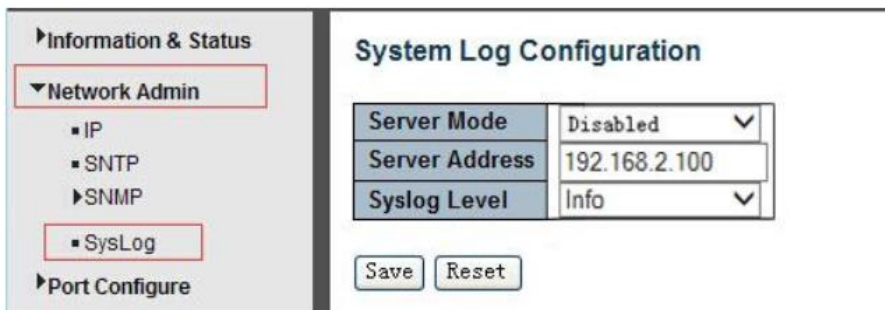 Information & Status
Network Admin
IP
SNTP
SNMP
SysLog
Port Configure
System Log Configuration
Server Mode Disabled
Server Address 192.168.2.100
Syslog Level Info
Save Reset